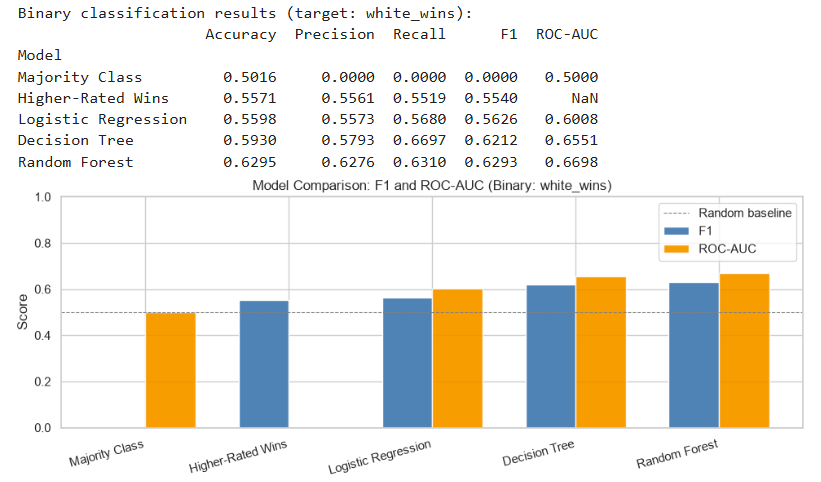 Binary classification results (target: white_wins):
Accuracy Precision Recall F1 ROC-AUC
Model
Majority Class 0.5016 0.0000 0.0000 0.0000 0.5000
Higher-Rated Wins 0.5571 0.5561 0.5519 0.5540 NaN
Logistic Regression 0.5598 0.5573 0.5680 0.5626 0.6008
Decision Tree 0.5930 0.5793 0.6697 0.6212 0.6551
Random Forest 0.6295 0.6276 0.6310 0.6293 0.6698
Model Comparison: F1 and ROC-AUC (Binary: white_wins)
1.0
0.8
0.6
0.4
0.2
0.0
Score
Random baseline
F1
ROC-AUC
Majority Class
Higher-Rated Wins
Logistic Regression
Decision Tree
Random Forest